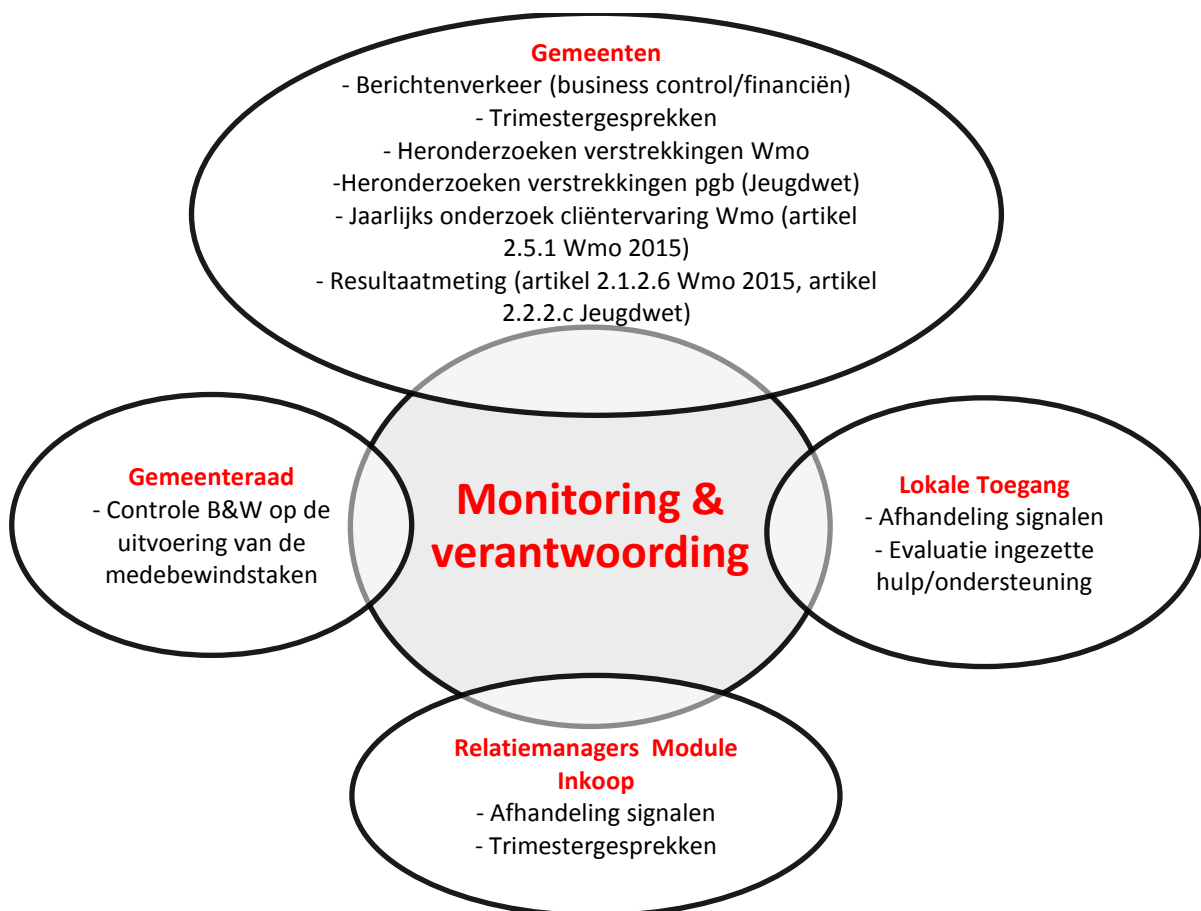 Gemeenten
- Berichtenverkeer (business control/financiën)
- Trimestergesprekken
- Heronderzoeken verstrekkingen Wmo
-Heronderzoeken verstrekkingen pgb (Jeugdwet)
- Jaarlijks onderzoek cliëntervaring Wmo (artikel
2.5.1 Wmo 2015)
- Resultaatmeting (artikel 2.1.2.6 Wmo 2015, artikel
2.2.2.c Jeugdwet)
Gemeenteraad
- Controle B&W op de
uitvoering van de
medebewindstaken
Monitoring &
verantwoording
Lokale Toegang
- Afhandeling signalen
- Evaluatie ingezette
hulp/ondersteuning
Relatiemanagers Module
Inkoop
- Afhandeling signalen
- Trimestergesprekken